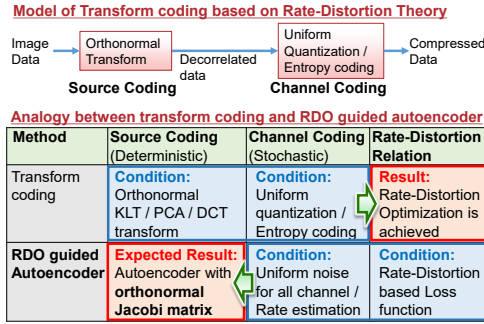 Model of Transform coding based on Rate-Distortion Theory
Image Data
Orthonormal Transform
Decorrelated data
Uniform Quantization / Entropy coding
Compressed Data
Source Coding
Channel Coding
Analogy between transform coding and RDO guided autoencoder
Method
Source Coding (Deterministic)
Channel Coding (Stochastic)
Rate-Distortion Relation
Transform coding
Condition:
Orthonormal
KLT / PCA / DCT
transform
Condition:
Uniform
quantization /
Entropy coding
Result:
Rate-Distortion
Optimization is
achieved
RDO guided
Autoencoder
Expected Result:
Autoencoder with
orthonormal
Jacobi matrix
Condition:
Uniform noise
for all channel /
Rate estimation
Condition:
Rate-Distortion
based Loss
function